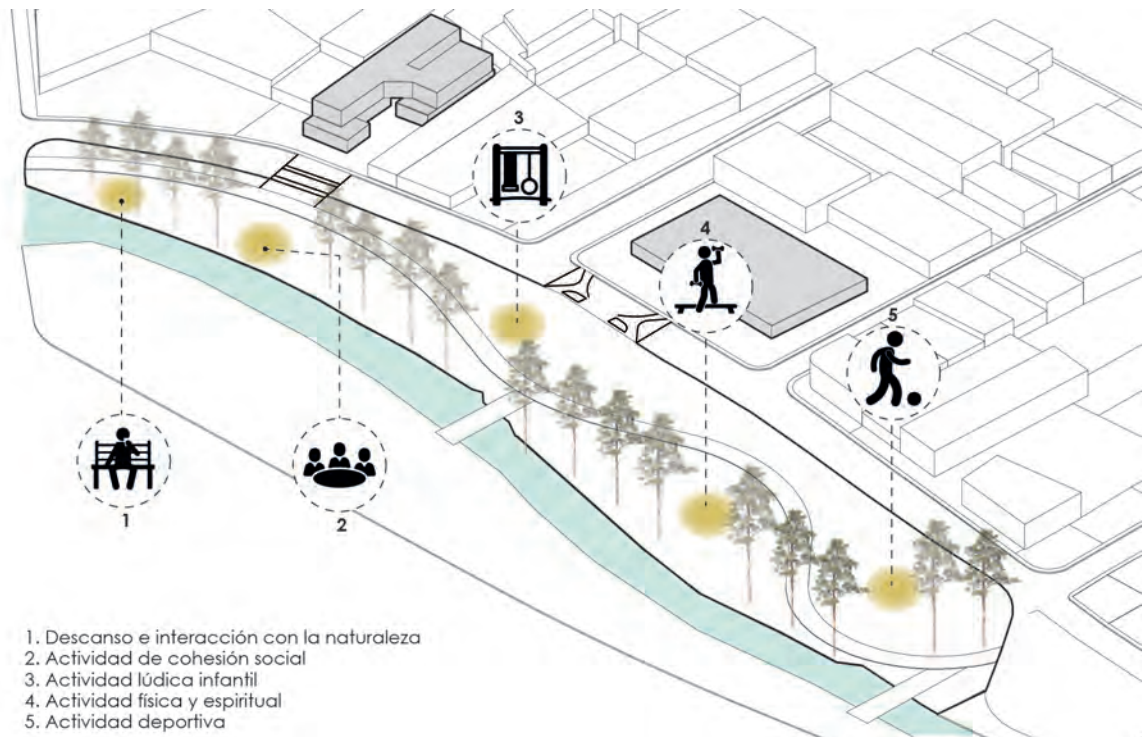 3
4
5
1
2
1. Descanso e interacción con la naturaleza
2. Actividad de cohesión social
3. Actividad lúdica infantil
4. Actividad física y espiritual
5. Actividad deportiva